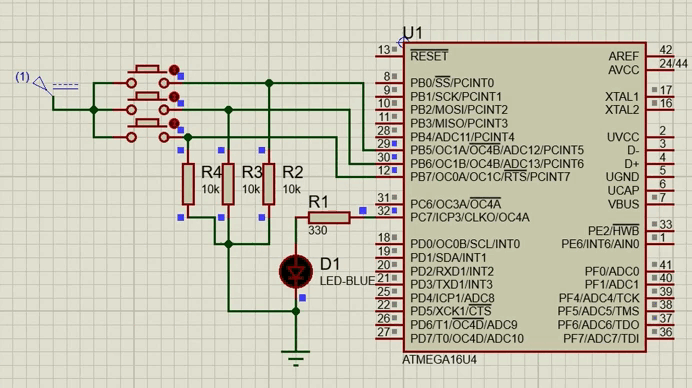 U1
(1)
13
RESET
AREF
42
AVCC
24/44
8
PB0/SS/PCINT0
9
PB1/SCK/PCINT1
XTAL1
17
10
PB2/MOSI/PCINT2
XTAL2
16
11
PB3/MISO/PCINT3
28
PB4/ADC11/PCINT4
UVCC
2
29
PB5/OC1A/OC4B/ADC12/PCINT5
D-
3
30
PB6/OC1B/OC4B/ADC13/PCINT6
D+
4
12
PB7/OC0A/OC1C/RTS/PCINT7
UGND
5
UCAP
6
31
PC6/OC3A/OC4A
VBUS
7
32
PC7/ICP3/CLKO/OC4A
PE2/HWB
33
18
PD0/OC0B/SCL/INT0
PE6/INT6/AIN0
1
19
PD1/SDA/INT1
20
PD2/RXD1/INT2
PF0/ADC0
41
21
PD3/TXD1/INT3
PF1/ADC1
40
25
PD4/ICP1/ADC8
PF4/ADC4/TCK
39
22
PD5/XCK1/CTS
PF5/ADC5/TMS
38
26
PD6/T1/OC4D/ADC9
PF6/ADC6/TDO
37
27
PD7/T0/OC4D/ADC10
PF7/ADC7/TDI
36
ATMEGA16U4
R4
10k
R3
10k
R2
10k
R1
330
D1
LED-BLUE